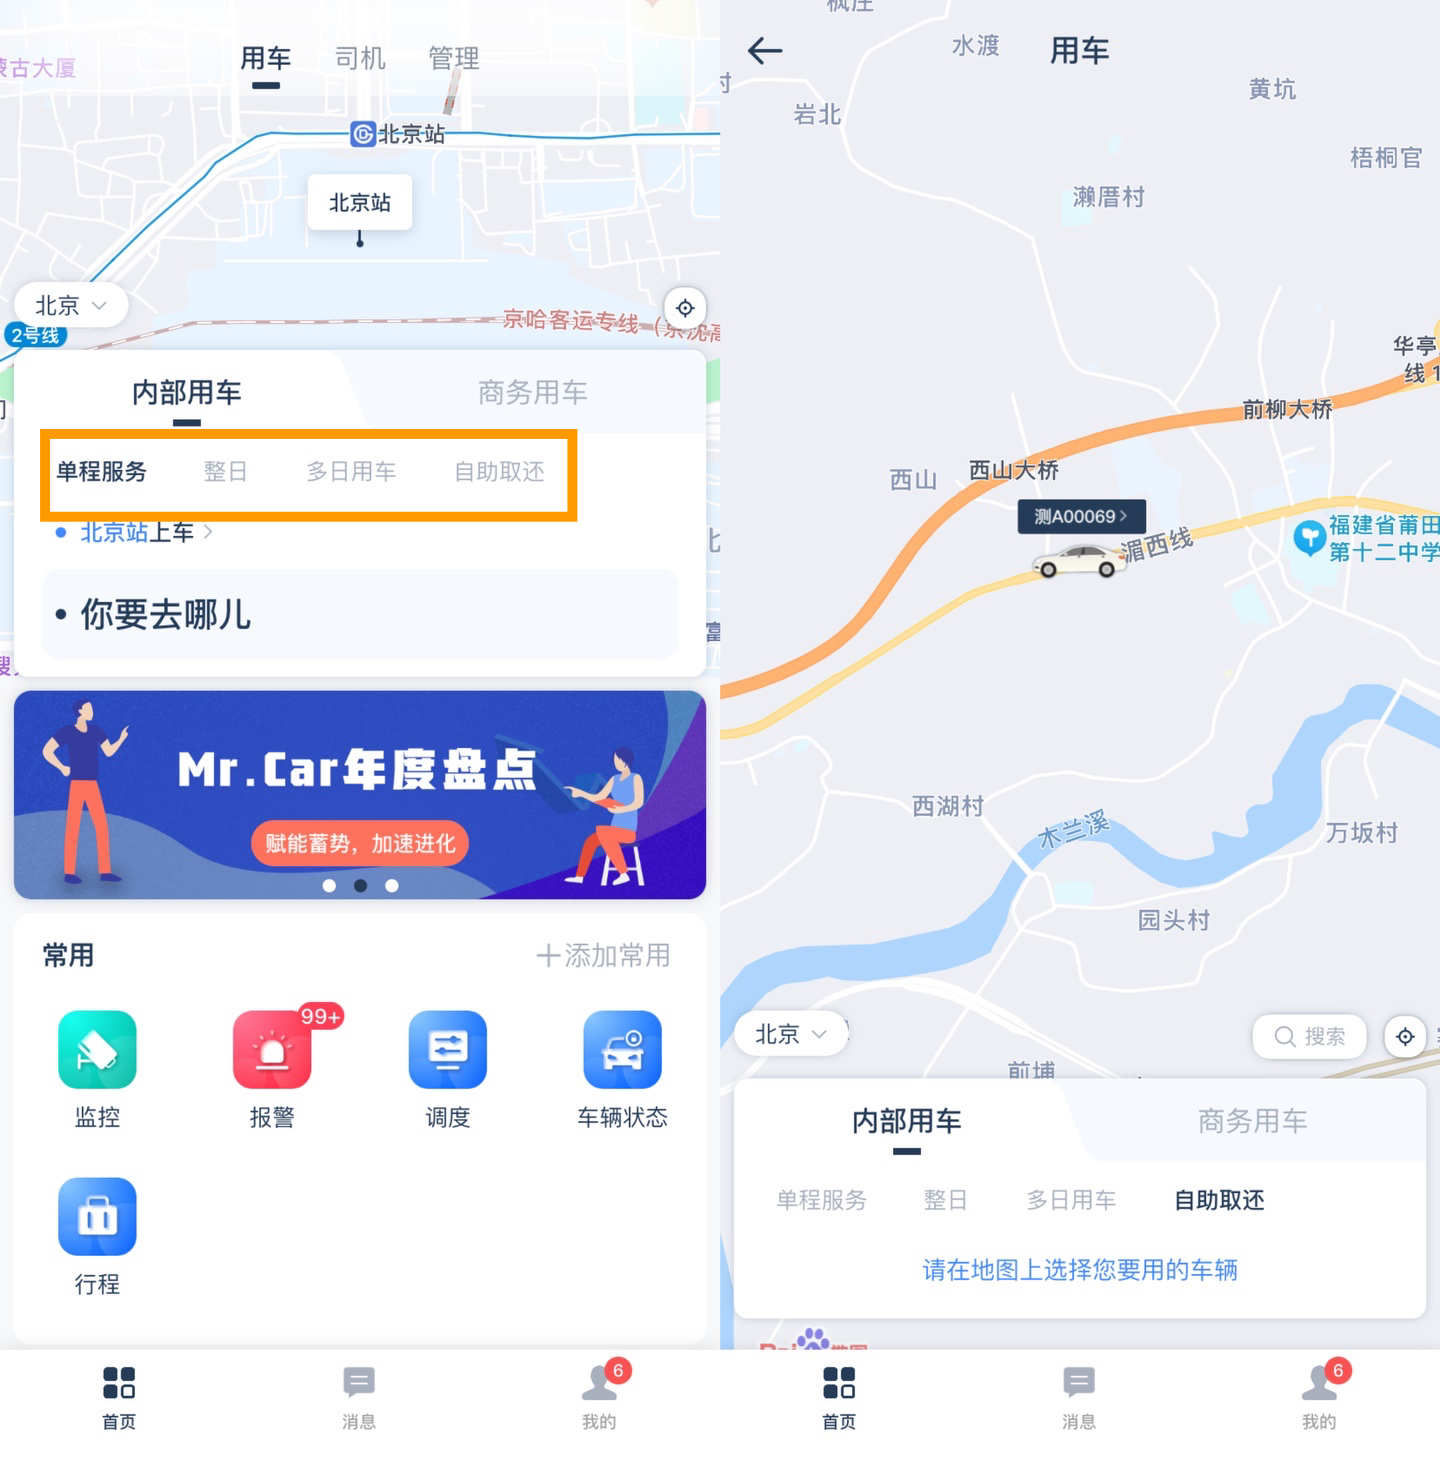 用车 司机 管理
蒙古大厦
北京站
北京站
北京
2号线
京哈客运专线（京沈高
内部用车 商务用车
单程服务 整日 多日用车 自助取还
北京站上车
你要去哪儿
Mr.Car年度盘点
赋能蓄势，加速进化
常用 添加常用
99+
监控 报警 调度 车辆状态
行程
6
首页 消息 我的
枫庄
用车
水渡
黄坑
岩北
村
梧桐官
濑厝村
华亭
线 1
前柳大桥
西山大桥
西山
测A00069
湄西线
福建省莆田
第十二中学
西湖村
木兰溪
万坂村
园头村
北京
搜索
前埔
内部用车 商务用车
单程服务 整日 多日用车 自助取还
请在地图上选择您要用的车辆
6
首页 消息 我的